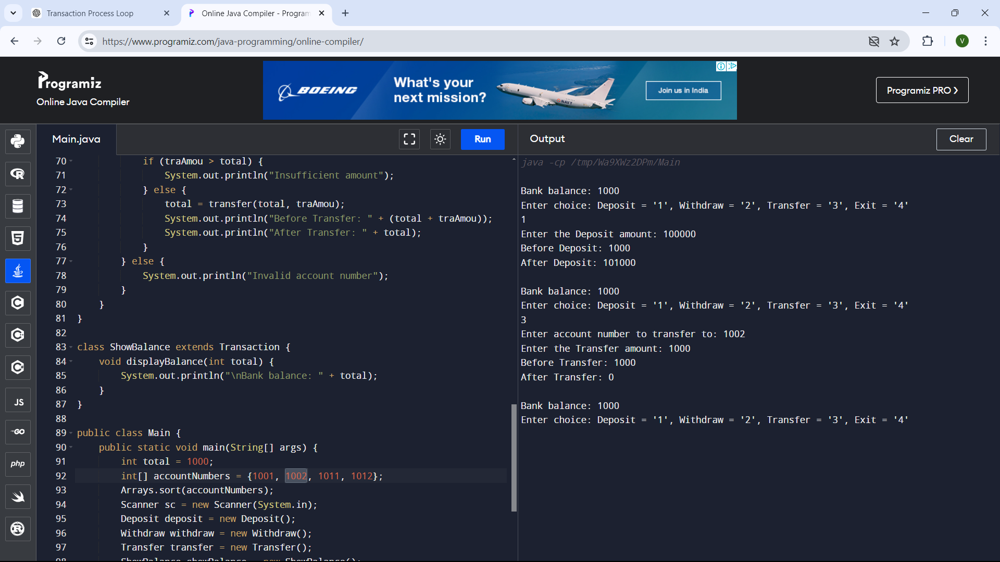 Transaction Process Loop
Online Java Compiler - Program
https://www.programiz.com/java-programming/online-compiler/
V
Programiz
Online Java Compiler
BOEING
What's your
next mission?
NAVY
Join us in India
Programiz PRO
Main.java
Run
Output
Clear
70 if (traAmou > total) {
71 System.out.println("Insufficient amount");
72 } else {
73 total = transfer(total, traAmou);
74 System.out.println("Before Transfer: " + (total + traAmou));
75 System.out.println("After Transfer: " + total);
76 }
77 } else {
78 System.out.println("Invalid account number");
79 }
80 }
81 }
82
83 class ShowBalance extends Transaction {
84 void displayBalance(int total) {
85 System.out.println("\nBank balance: " + total);
86 }
87 }
88
89 public class Main {
90 public static void main(String[] args) {
91 int total = 1000;
92 int[] accountNumbers = {1001, 1002, 1011, 1012};
93 Arrays.sort(accountNumbers);
94 Scanner sc = new Scanner(System.in);
95 Deposit deposit = new Deposit();
96 Withdraw withdraw = new Withdraw();
97 Transfer transfer = new Transfer();
98 ShowBalance showBalance = new ShowBalance();
java -cp /tmp/Wa9XWz2DPm/Main
Bank balance: 1000
Enter choice: Deposit = '1', Withdraw = '2', Transfer = '3', Exit = '4'
1
Enter the Deposit amount: 100000
Before Deposit: 1000
After Deposit: 101000
Bank balance: 1000
Enter choice: Deposit = '1', Withdraw = '2', Transfer = '3', Exit = '4'
3
Enter account number to transfer to: 1002
Enter the Transfer amount: 1000
Before Transfer: 1000
After Transfer: 0
Bank balance: 1000
Enter choice: Deposit = '1', Withdraw = '2', Transfer = '3', Exit = '4'
R
5
C
C
C
JS
GO
php
R